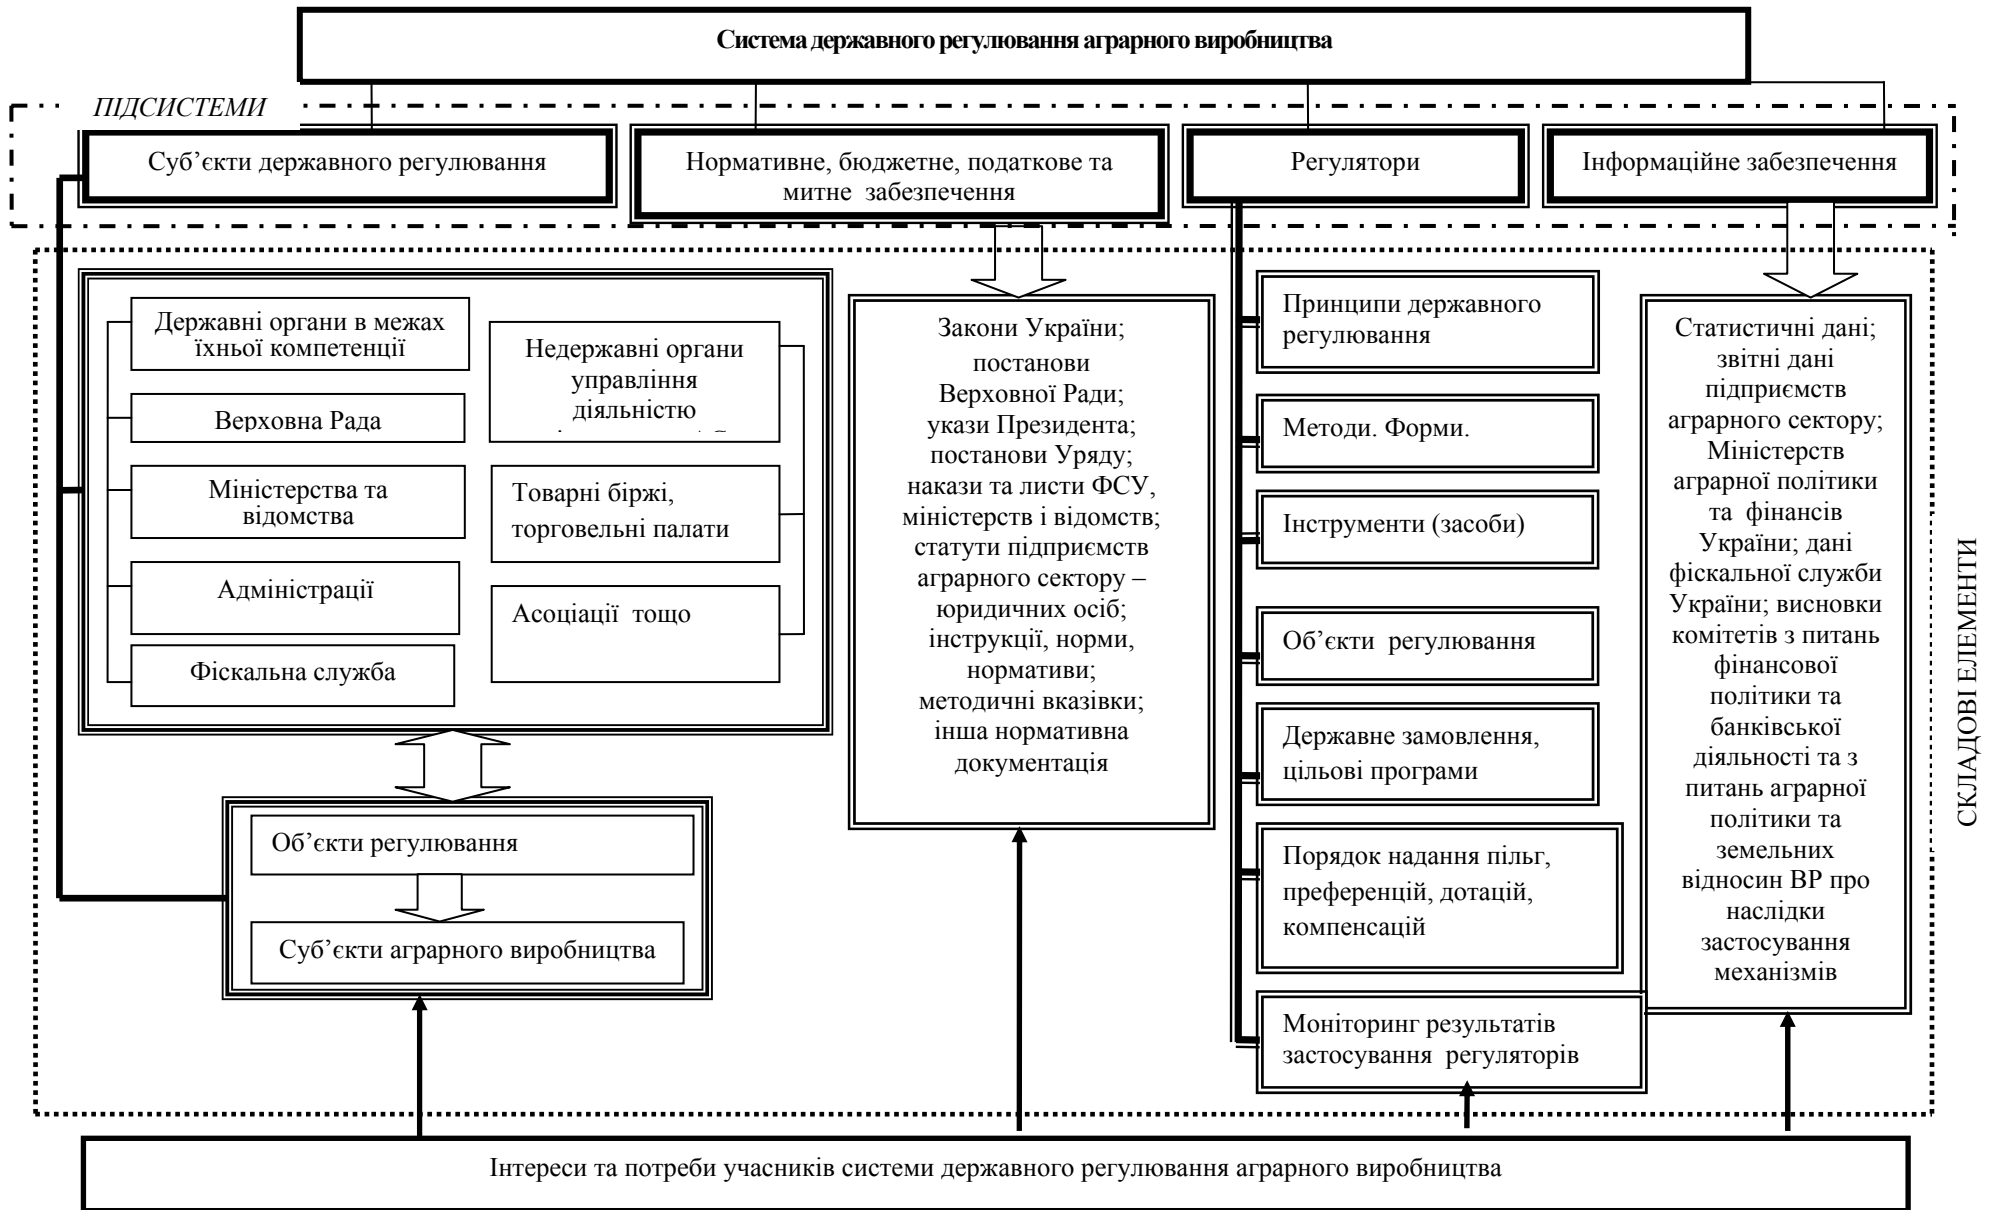 Система державного регулювання аграрного виробництва
ПІДСИСТЕМИ
Суб’єкти державного регулювання
Нормативне, бюджетне, податкове та
митне забезпечення
Регулятори
Інформаційне забезпечення
Державні органи в межах
їхньої компетенції
Верховна Рада
Міністерства та
відомства
Адміністрації
Фіскальна служба
Недержавні органи
управління
діяльністю
Товарні біржі,
торговельні палати
Асоціації тощо
Об’єкти регулювання
Суб’єкти аграрного виробництва
Закони України;
постанови
Верховної Ради;
укази Президента;
постанови Уряду;
накази та листи ФСУ,
міністерств і відомств;
статути підприємств
аграрного сектору –
юридичних осіб;
інструкції, норми,
нормативи;
методичні вказівки;
інша нормативна
документація
Принципи державного
регулювання
Методи. Форми.
Інструменти (засоби)
Об’єкти регулювання
Державне замовлення,
цільові програми
Порядок надання пільг,
преференцій, дотацій,
компенсацій
Моніторинг результатів
застосування регуляторів
Статистичні дані;
звітні дані
підприємств
аграрного сектору;
Міністерств
аграрної політики
та фінансів
України; дані
фіскальної служби
України; висновки
комітетів з питань
фінансової
політики та
банківської
діяльності та з
питань аграрної
політики та
земельних
відносин ВР про
наслідки
застосування
механізмів
СКЛАДОВІ ЕЛЕМЕНТИ
Інтереси та потреби учасників системи державного регулювання аграрного виробництва